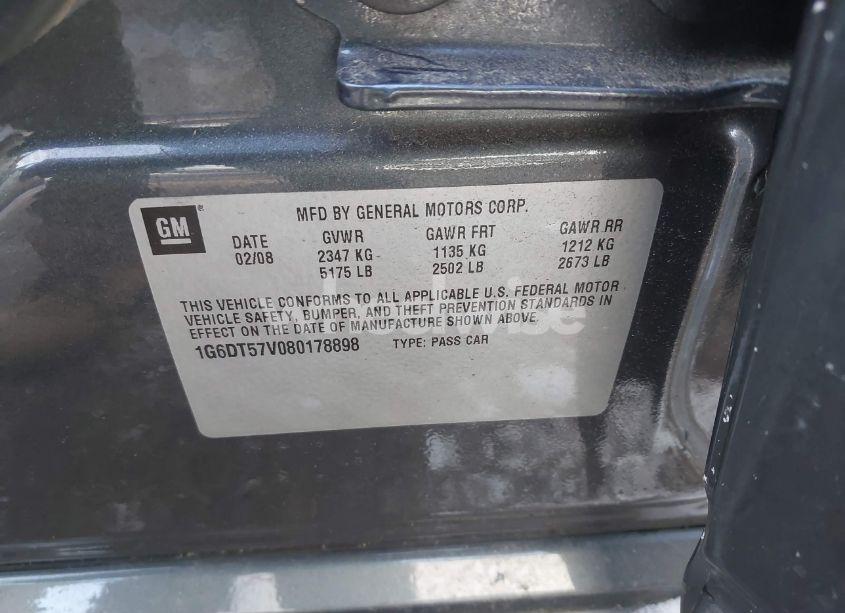 GM®
MFD BY GENERAL MOTORS CORP.
DATE GVWR GAWR FRT GAWR RR
02/08 2347 KG 1135 KG 1212 KG
5175 LB 2502 LB 2673 LB
THIS VEHICLE CONFORMS TO ALL APPLICABLE U.S. FEDERAL MOTOR
VEHICLE SAFETY, BUMPER, AND THEFT PREVENTION STANDARDS IN
EFFECT ON THE DATE OF MANUFACTURE SHOWN ABOVE.
1G6DT57V080178898 TYPE: PASS CAR